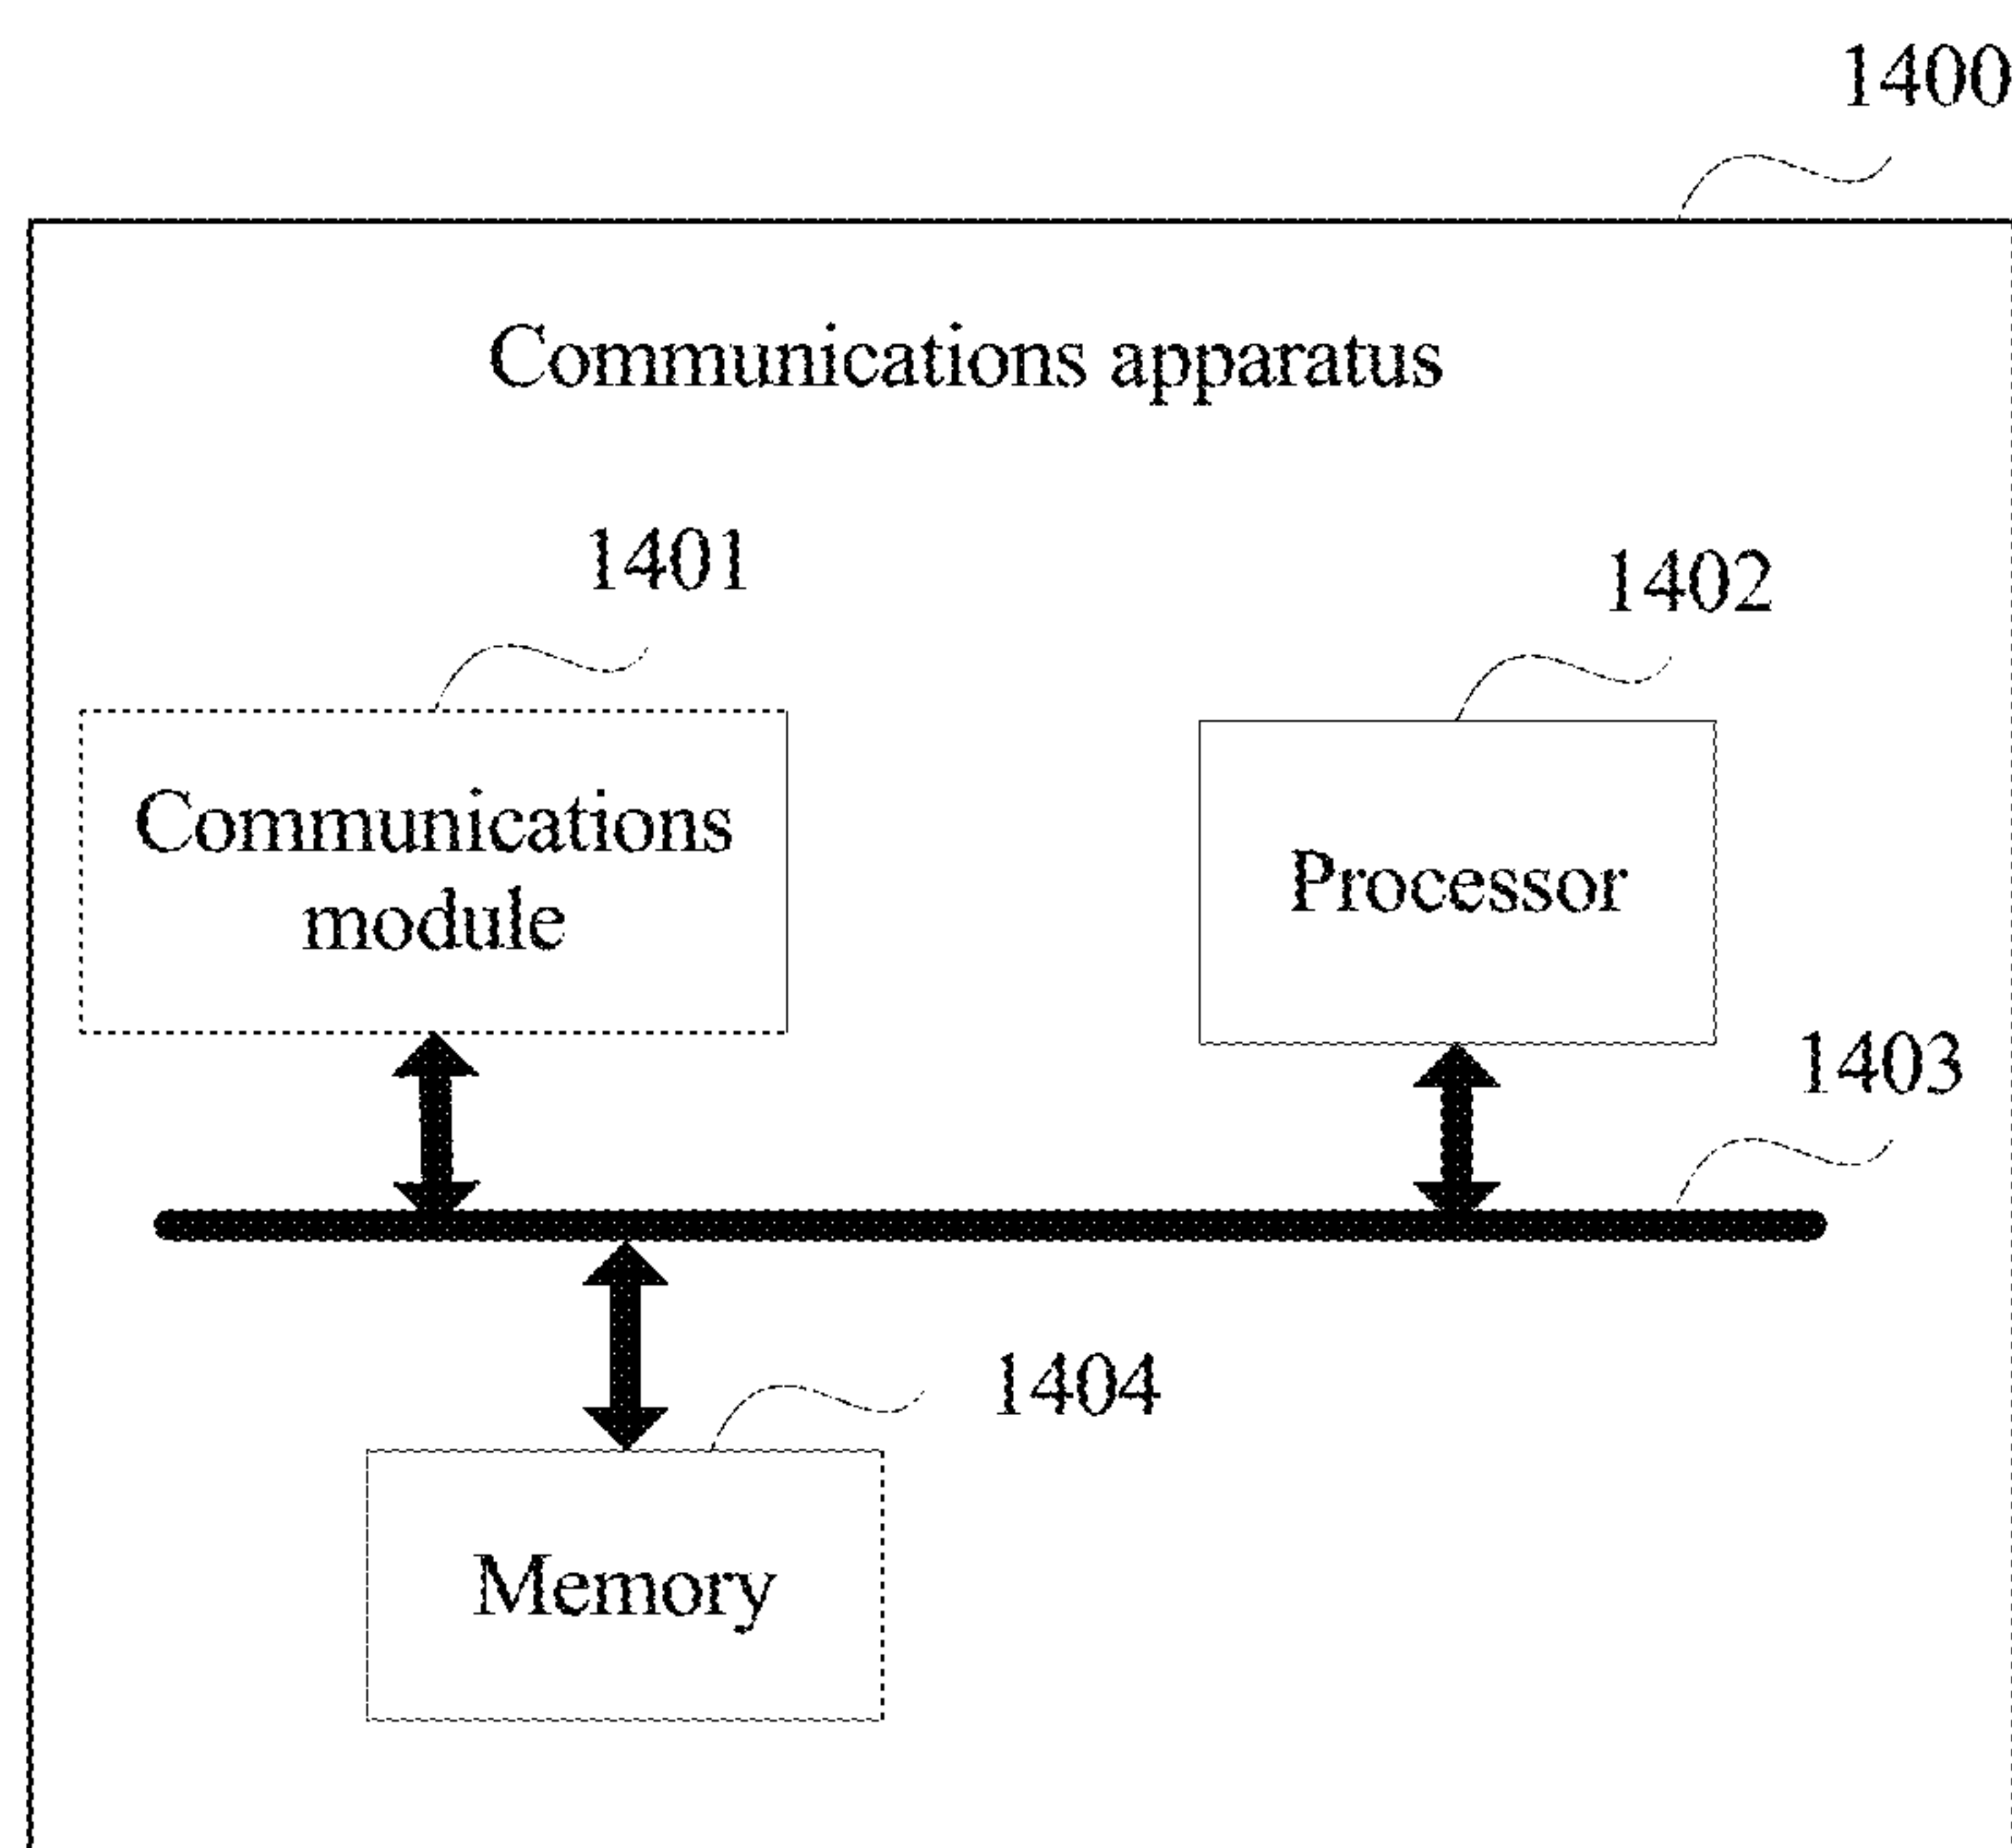 1400
Communications apparatus
1401
1402
Communications
module
Processor
1403
1404
Memory